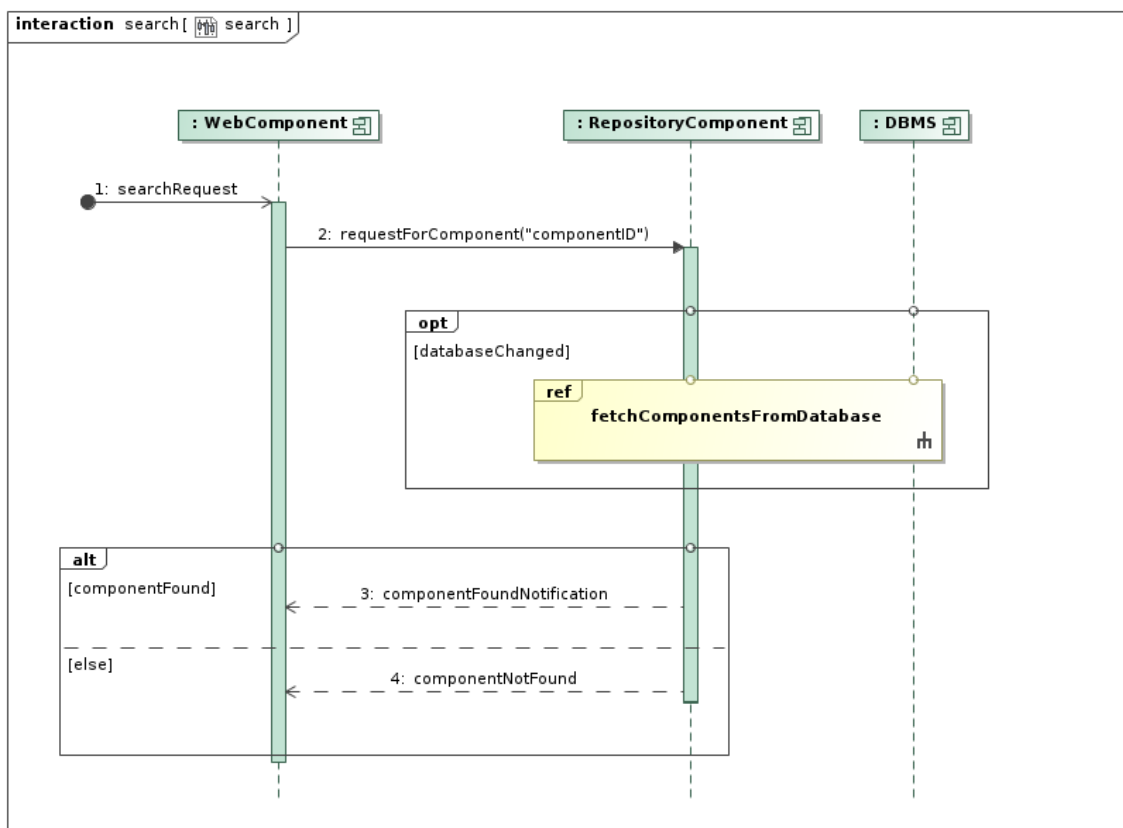 interaction search[ search ]
: WebComponent
: RepositoryComponent
: DBMS
1: searchRequest
2: requestForComponent("componentID")
opt
[databaseChanged]
ref
fetchComponentsFromDatabase
alt
[componentFound]
3: componentFoundNotification
[else]
4: componentNotFound